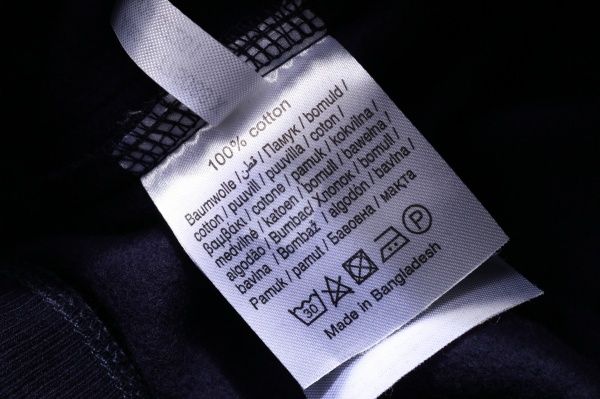 100% cotton
Baumwolle / قطن / Памук / bomuld /
cotton / puuvill / puuvilla / coton /
βαμβάκι / cotone / pamuk / kokvilna /
medvilnė / katoen / bomull / bawełna /
algodão / Bumbac/ Хлопок / bomull /
bavlna / Bombaž / algodón / bavlna /
Pamuk / pamut / Бавовна / мақта
30 P
Made in Bangladesh